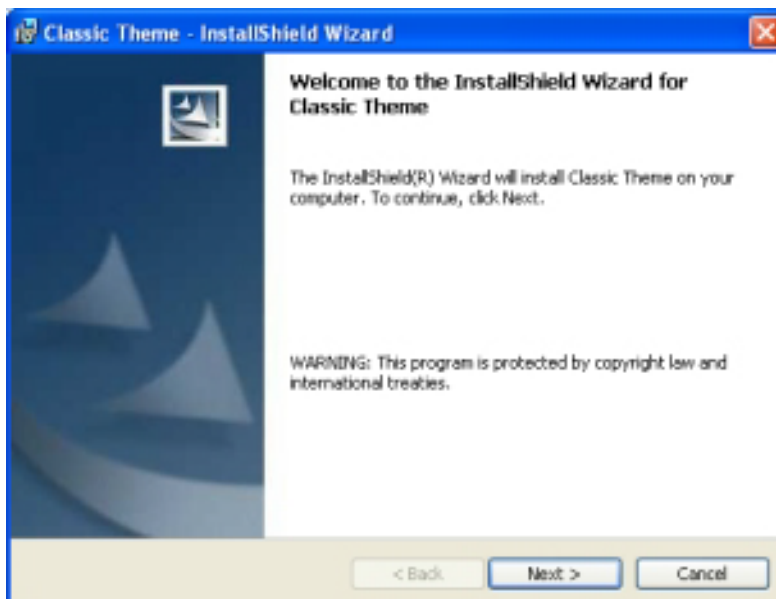 Classic Theme - InstallShield Wizard
Welcome to the InstallShield Wizard for
Classic Theme
The InstallShield(R) Wizard will install Classic Theme on your
computer. To continue, click Next.
WARNING: This program is protected by copyright law and
international treaties.
< Back
Next >
Cancel